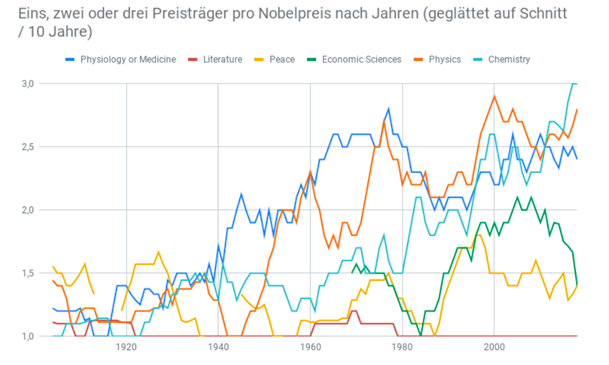 Eins, zwei oder drei Preisträger pro Nobelpreis nach Jahren (geglättet auf Schnitt
/ 10 Jahre)
Physiology or Medicine Literature Peace Economic Sciences Physics Chemistry
3,0
2,5
2,0
1,5
1,0
1920 1940 1960 1980 2000